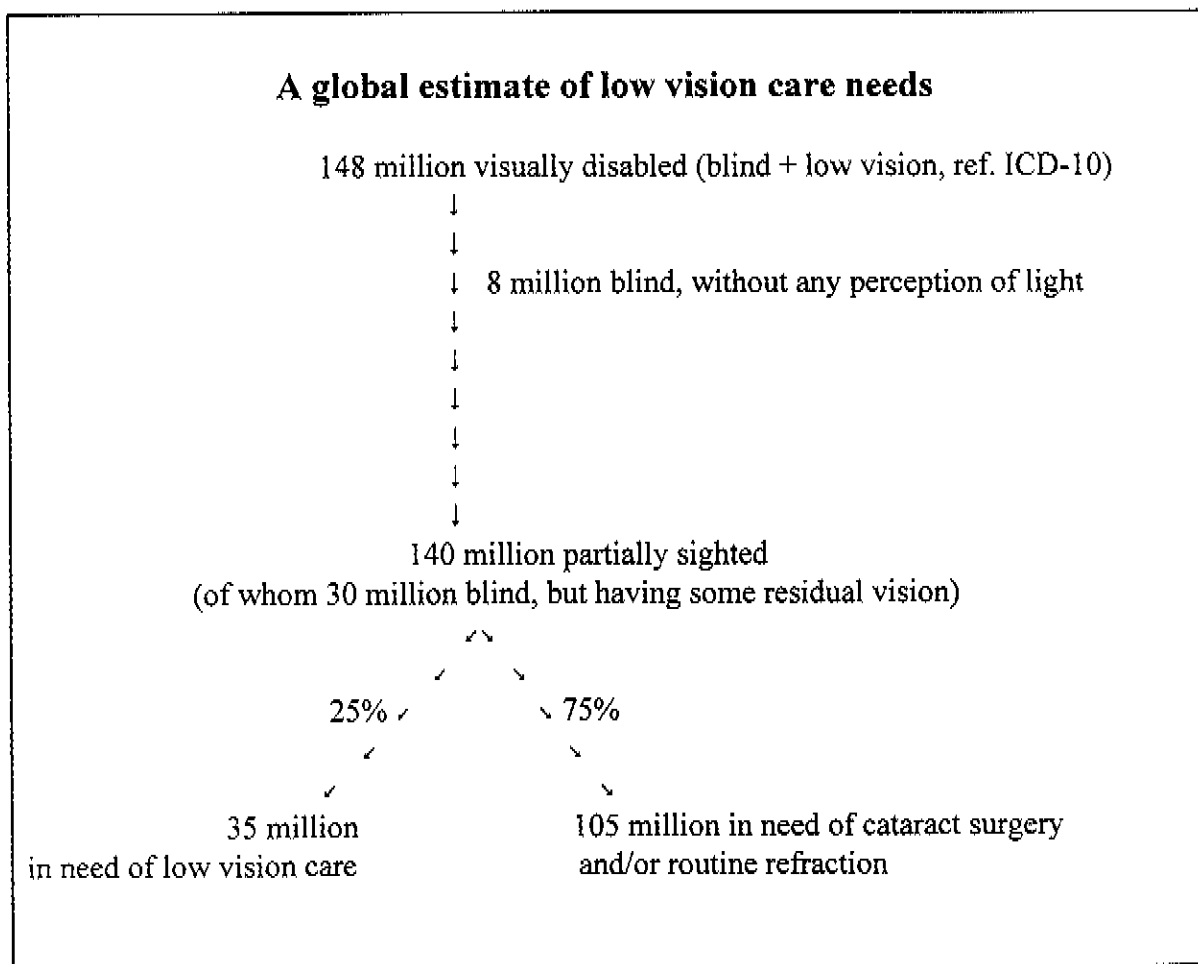 A global estimate of low vision care needs
148 million visually disabled (blind + low vision, ref. ICD-10)
↓
↓
↓ 8 million blind, without any perception of light
↓
↓
↓
↓
↓
↓
140 million partially sighted
(of whom 30 million blind, but having some residual vision)
↙↘
↙ ↘
25% ↙ ↘ 75%
↙ ↘
↙ ↘
35 million
in need of low vision care
105 million in need of cataract surgery
and/or routine refraction